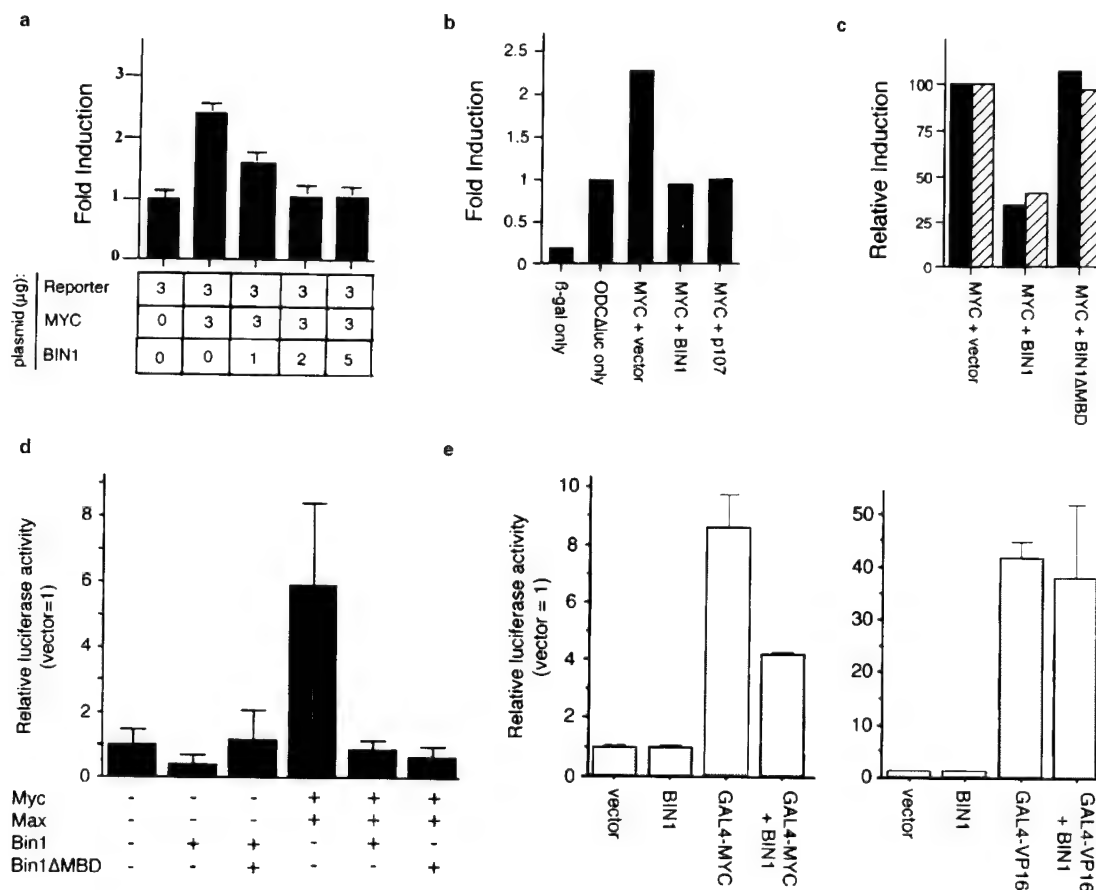 a
Fold Induction
3
2
1
0
plasmid (µg):
Reporter 3 3 3 3 3
MYC 0 3 3 3 3
BIN1 0 0 1 2 5
b
Fold Induction
2.5
2
1.5
1
0.5
0
ß-gal only
ODCΔluc only
MYC + vector
MYC + BIN1
MYC + p107
c
Relative Induction
100
75
50
25
0
MYC + vector
MYC + BIN1
MYC + BIN1ΔMBD
d
Relative luciferase activity
(vector=1)
8
6
4
2
0
Myc - - - + + +
Max - - - + + +
Bin1 - + + - + -
Bin1ΔMBD - - + - - +
e
Relative luciferase activity
(vector = 1)
10
8
6
4
2
0
vector
BIN1
GAL4-MYC
GAL4-MYC
+ BIN1
50
40
30
20
10
0
vector
BIN1
GAL4-VP16
GAL4-VP16
+ BIN1